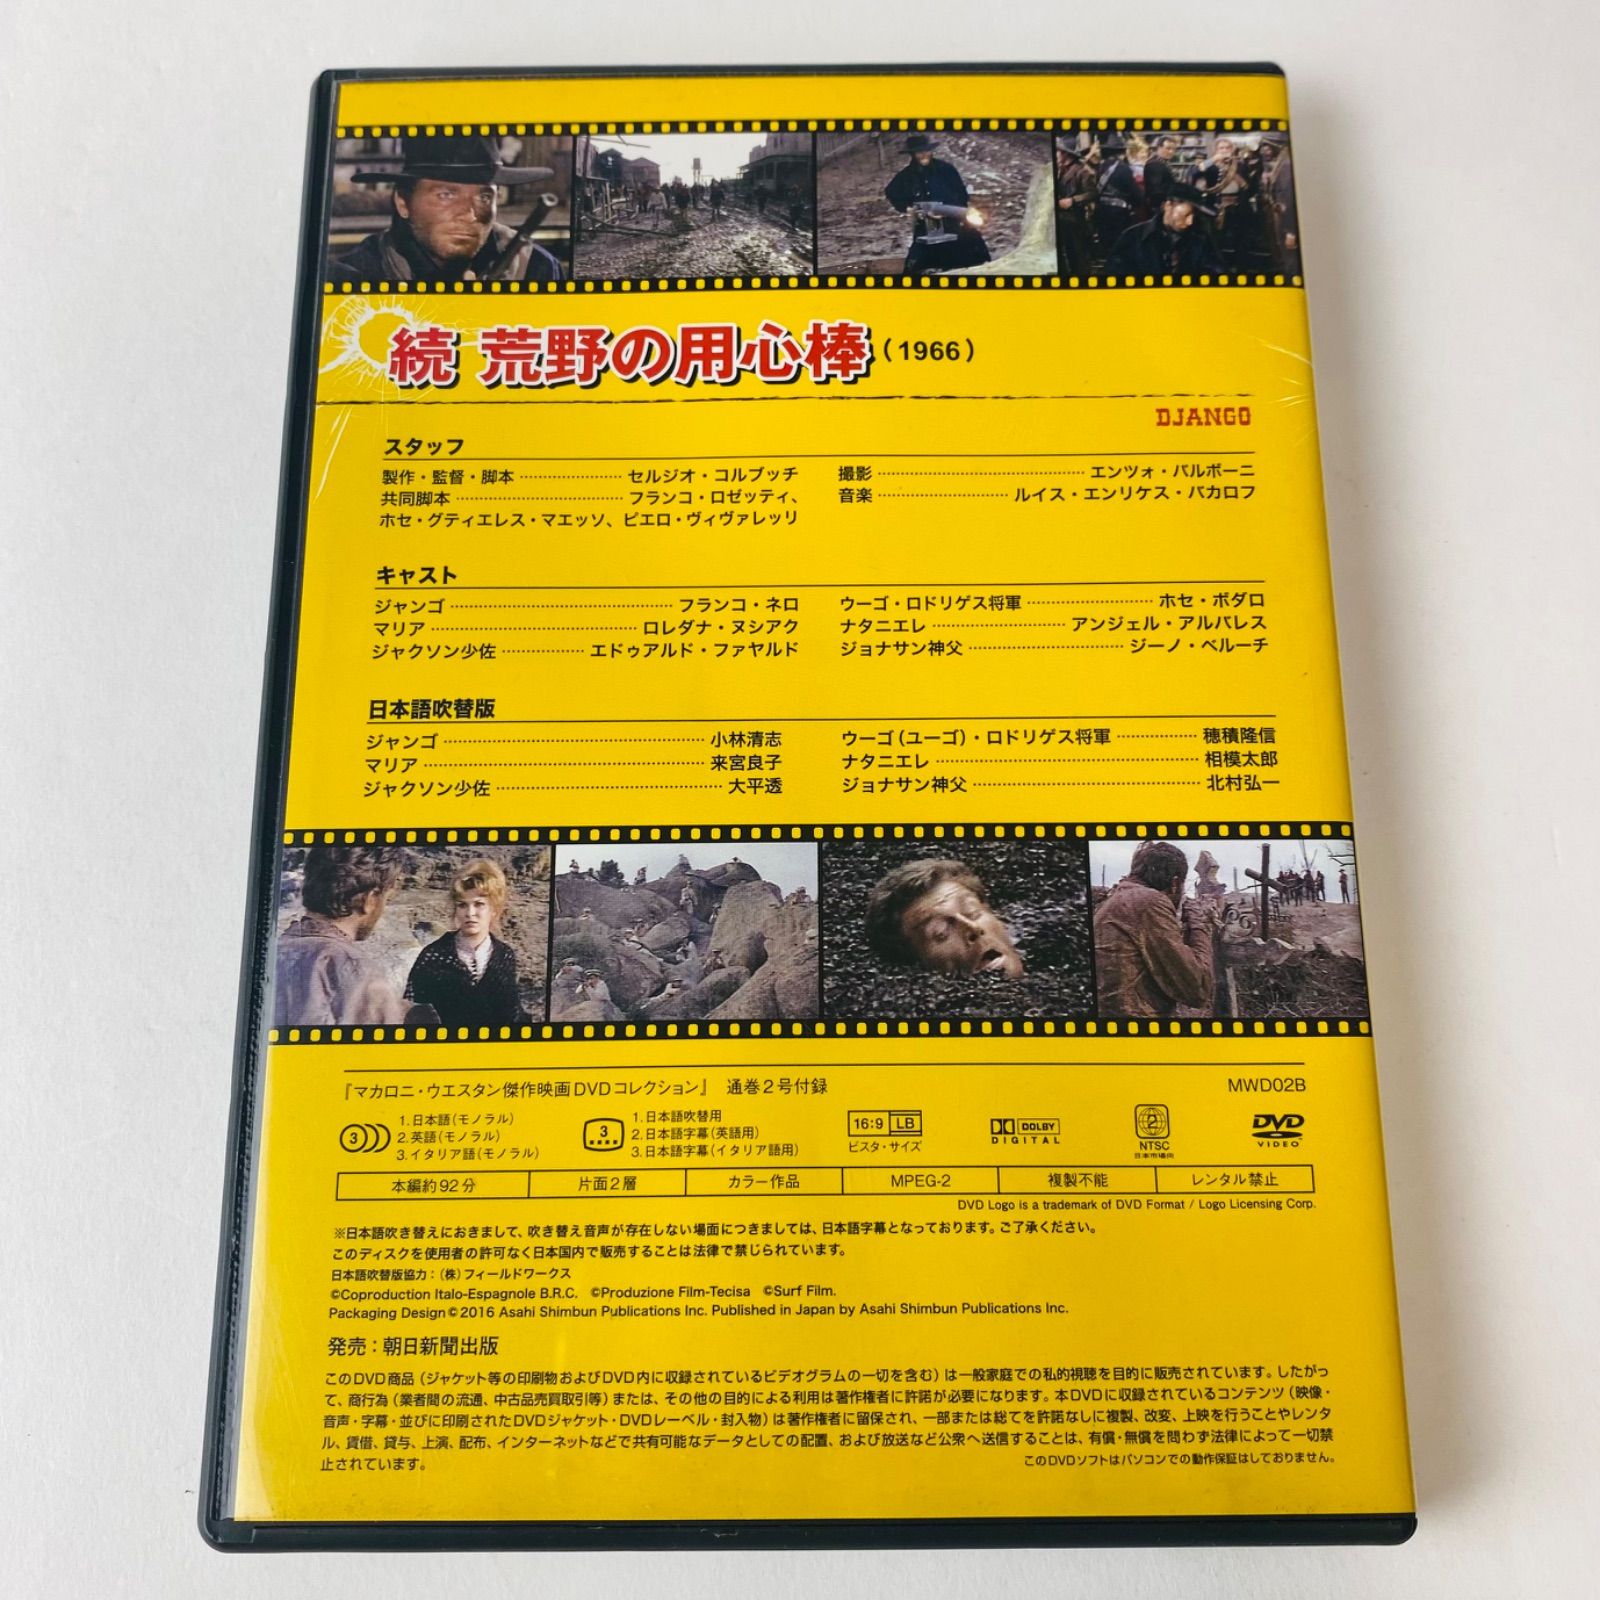 続 荒野の用心棒（1966）
DJANGO
スタッフ
製作・監督・脚本 ………………… セルジオ・コルブッチ
共同脚本 ………………………… フランコ・ロゼッティ、
ホセ・グティエレス・マエッソ、ピエロ・ヴィヴァレッリ
撮影 ………………………………… エンツォ・バルボーニ
音楽 …………………… ルイス・エンリケス・バカロフ
キャスト
ジャンゴ ………………………………… フランコ・ネロ
マリア ………………………………… ロレダナ・ヌシアク
ジャクソン少佐 …………… エドゥアルド・ファヤルド
ウーゴ・ロドリゲス将軍 ………………… ホセ・ボダロ
ナタニエレ …………………… アンジェル・アルバレス
ジョナサン神父 ………………………… ジーノ・ベルーチ
日本語吹替版
ジャンゴ ………………………………………… 小林清志
マリア …………………………………………… 来宮良子
ジャクソン少佐 ………………………………… 大平透
ウーゴ（ユーゴ）・ロドリゲス将軍 …………… 穂積隆信
ナタニエレ ……………………………………… 相模太郎
ジョナサン神父 ………………………………… 北村弘一
『マカロニ・ウエスタン傑作映画DVDコレクション』 通巻2号付録
MWD02B
3
1.日本語（モノラル）
2.英語（モノラル）
3.イタリア語（モノラル）
3
1.日本語吹替用
2.日本語字幕（英語用）
3.日本語字幕（イタリア語用）
16:9 LB
ビスタ・サイズ
DOLBY
DIGITAL
2
NTSC
日本市場向
DVD
VIDEO
本編約92分 片面2層 カラー作品 MPEG-2 複製不能 レンタル禁止
DVD Logo is a trademark of DVD Format / Logo Licensing Corp.
※日本語吹き替えにおきまして、吹き替え音声が存在しない場面につきましては、日本語字幕となっております。ご了承ください。
このディスクを使用者の許可なく日本国内で販売することは法律で禁じられています。
日本語吹替版協力：（株）フィールドワークス
©Coproduction Italo-Espagnole B.R.C. ©Produzione Film-Tecisa ©Surf Film.
Packaging Design©2016 Asahi Shimbun Publications Inc. Published in Japan by Asahi Shimbun Publications Inc.
発売：朝日新聞出版
このDVD商品（ジャケット等の印刷物およびDVD内に収録されているビデオグラムの一切を含む）は一般家庭での私的視聴を目的に販売されています。したがっ
て、商行為（業者間の流通、中古品売買取引等）または、その他の目的による利用は著作権者に許諾が必要になります。本DVDに収録されているコンテンツ（映像・
音声・字幕・並びに印刷されたDVDジャケット・DVDレーベル・封入物）は著作権者に留保され、一部または総てを許諾なしに複製、改変、上映を行うことやレンタ
ル、賃借、貸与、上演、配布、インターネットなどで共有可能なデータとしての配置、および放送など公衆へ送信することは、有償・無償を問わず法律によって一切禁
止されています。
このDVDソフトはパソコンでの動作保証はしておりません。